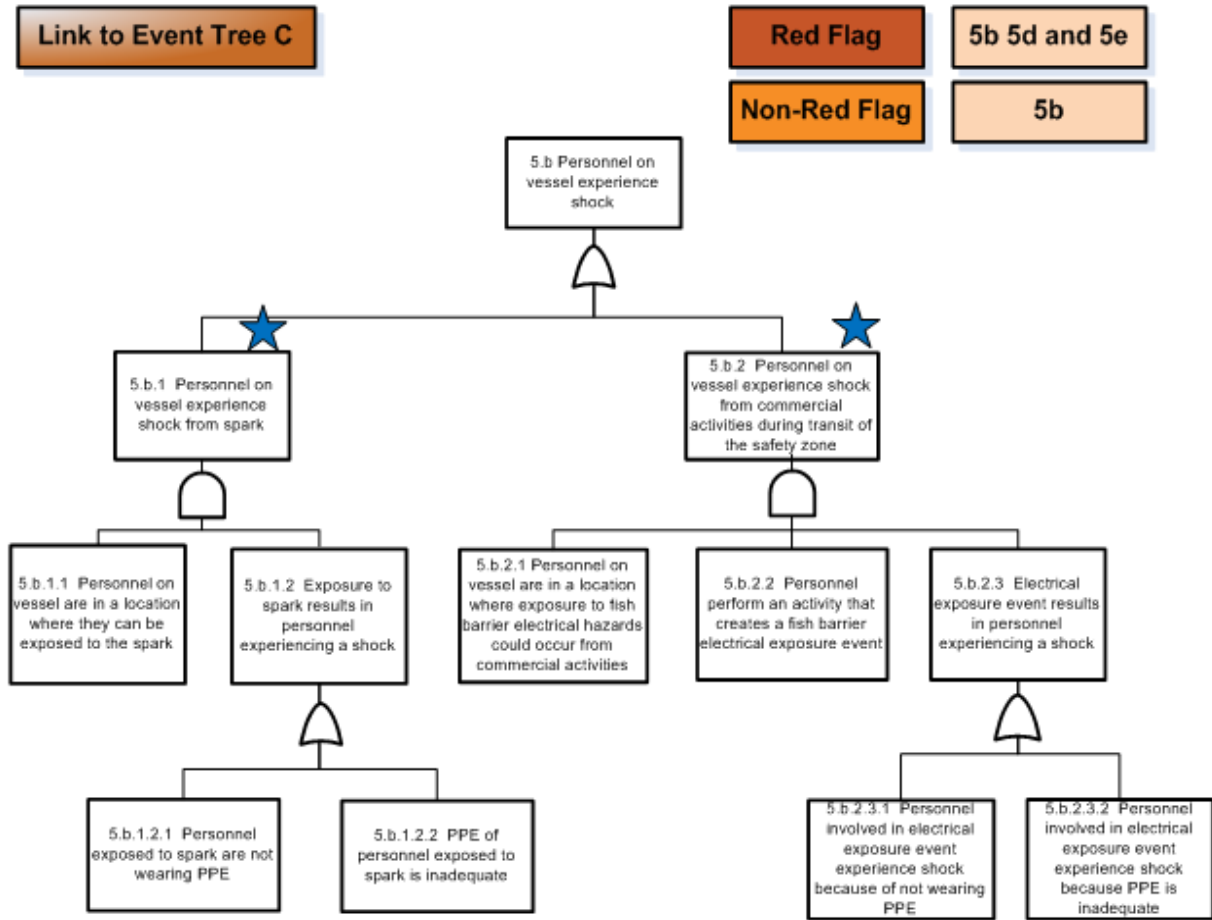 Link to Event Tree C
Red Flag
5b 5d and 5e
Non-Red Flag
5b
5.b Personnel on
vessel experience
shock
5.b.1 Personnel on
vessel experience
shock from spark
5.b.2 Personnel on
vessel experience shock
from commercial
activities during transit of
the safety zone
5.b.1.1 Personnel on
vessel are in a location
where they can be
exposed to the spark
5.b.1.2 Exposure to
spark results in
personnel
experiencing a shock
5.b.2.1 Personnel on
vessel are in a location
where exposure to fish
barrier electrical hazards
could occur from
commercial activities
5.b.2.2 Personnel
perform an activity that
creates a fish barrier
electrical exposure event
5.b.2.3 Electrical
exposure event results
in personnel
experiencing a shock
5.b.1.2.1 Personnel
exposed to spark are not
wearing PPE
5.b.1.2.2 PPE of
personnel exposed to
spark is inadequate
5.b.2.3.1 Personnel
involved in electrical
exposure event
experience shock
because of not wearing
PPE
5.b.2.3.2 Personnel
involved in electrical
exposure event
experience shock
because PPE is
inadequate